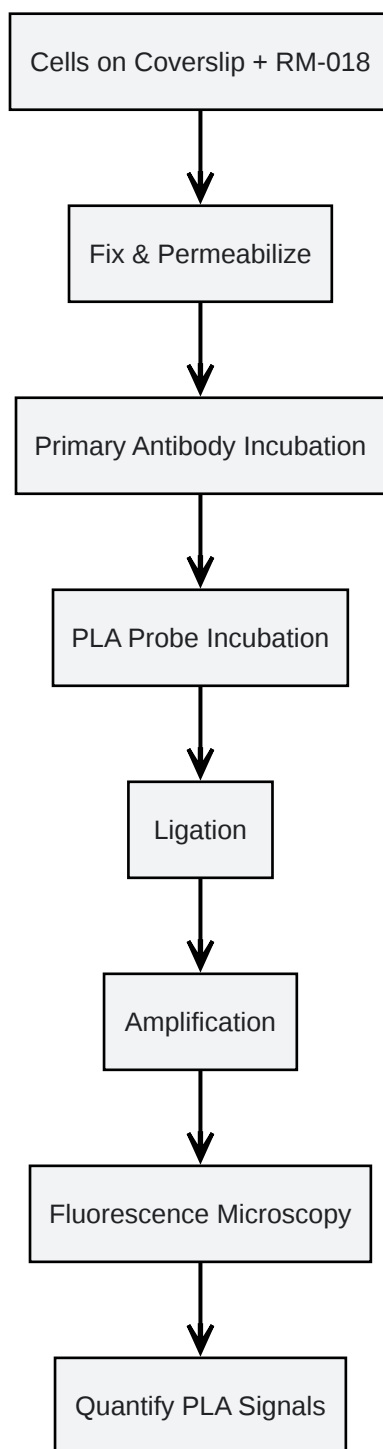 Cells on Coverslip + RM-018
Fix & Permeabilize
Primary Antibody Incubation
PLA Probe Incubation
Ligation
Amplification
Fluorescence Microscopy
Quantify PLA Signals